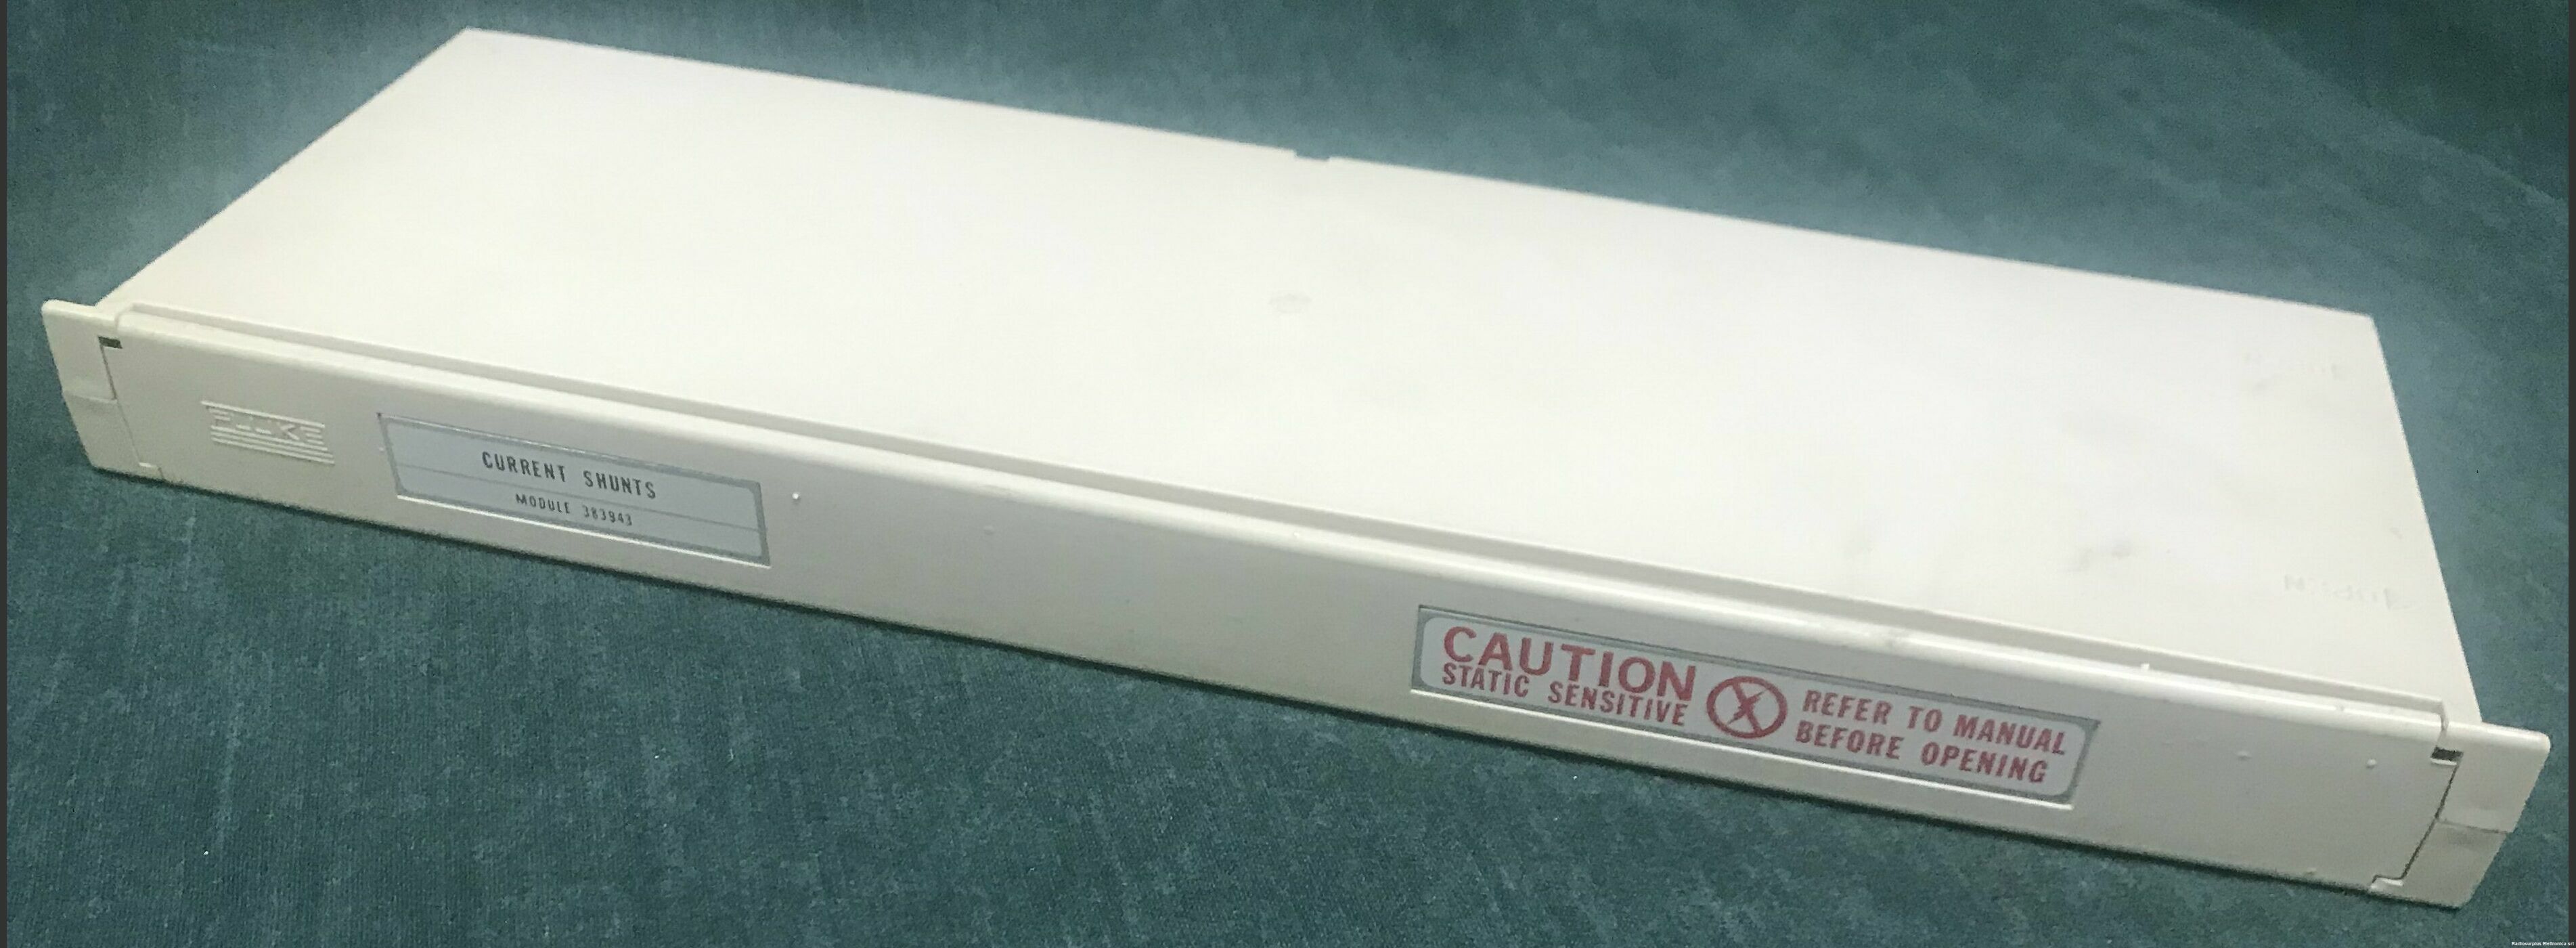 FLUKE
CURRENT SHUNTS
MODULE 383943
CAUTION
STATIC SENSITIVE
X
REFER TO MANUAL
BEFORE OPENING